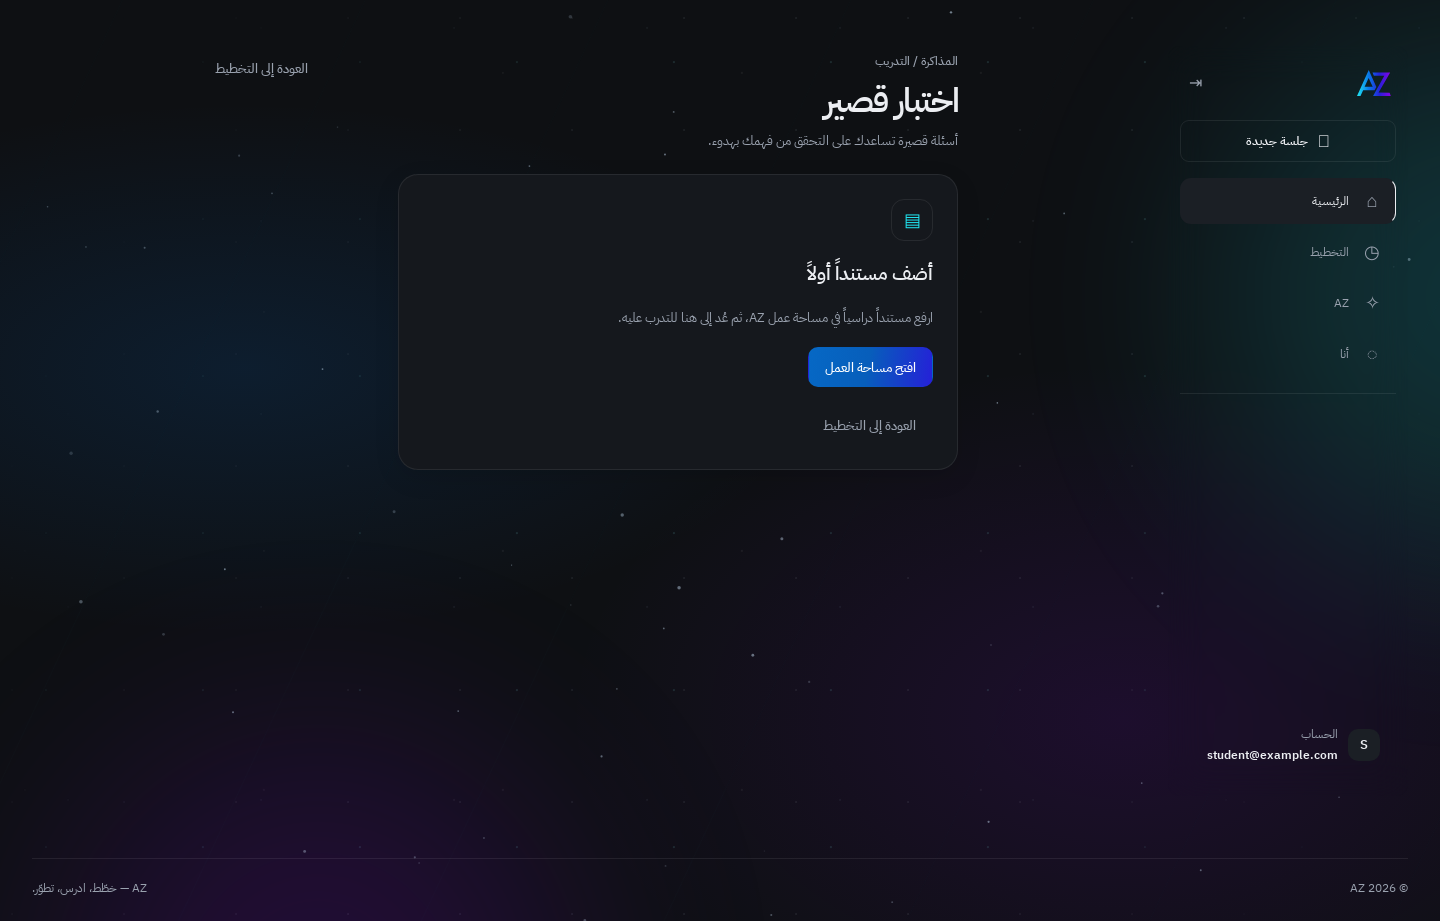 AZ
جلسة جديدة
الرئيسية
التخطيط
AZ
أنا
المذاكرة / التدريب
اختبار قصير
أسئلة قصيرة تساعدك على التحقق من فهمك بهدوء.
العودة إلى التخطيط
أضف مستنداً أولاً
ارفع مستنداً دراسياً في مساحة عمل AZ، ثم عُد إلى هنا للتدرب عليه.
افتح مساحة العمل
العودة إلى التخطيط
S
الحساب
student@example.com
© 2026 AZ
AZ — خطّط، ادرس، تطوّر.